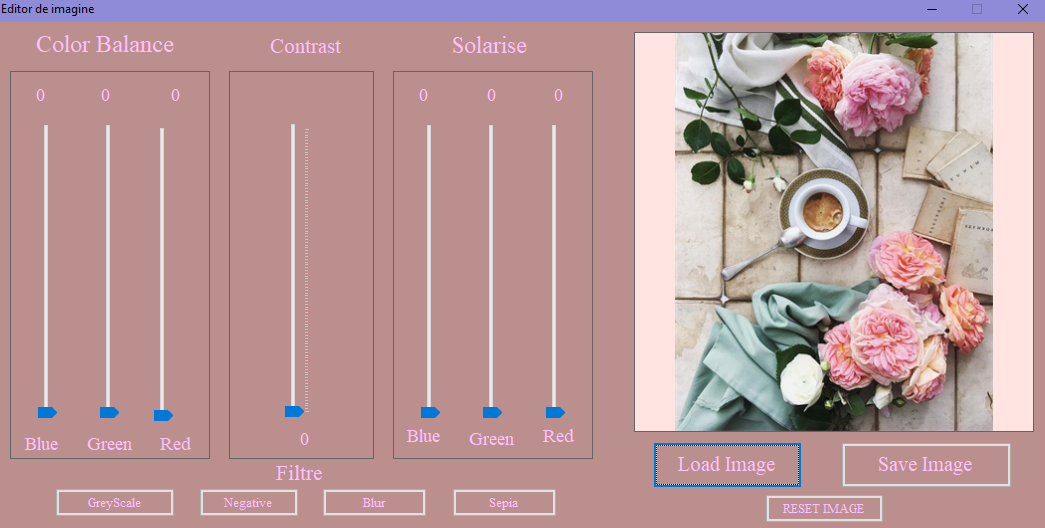 Editor de imagine
Color Balance
Contrast
Solarise
0 0 0
0 0 0
0
Blue Green Red
Blue Green Red
Filtre
GreyScale Negative Blur Sepia
Load Image Save Image
RESET IMAGE